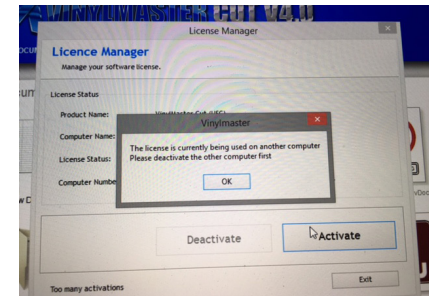 VINYLMASTER CUT V4.0
License Manager
Licence Manager
Manage your software license.
License Status
Product Name:
VinylMaster Cut
Vinylmaster
Computer Name:
The license is currently being used on another computer
Please deactivate the other computer first
License Status:
OK
Deactivate
Activate
Too many activations
Exit